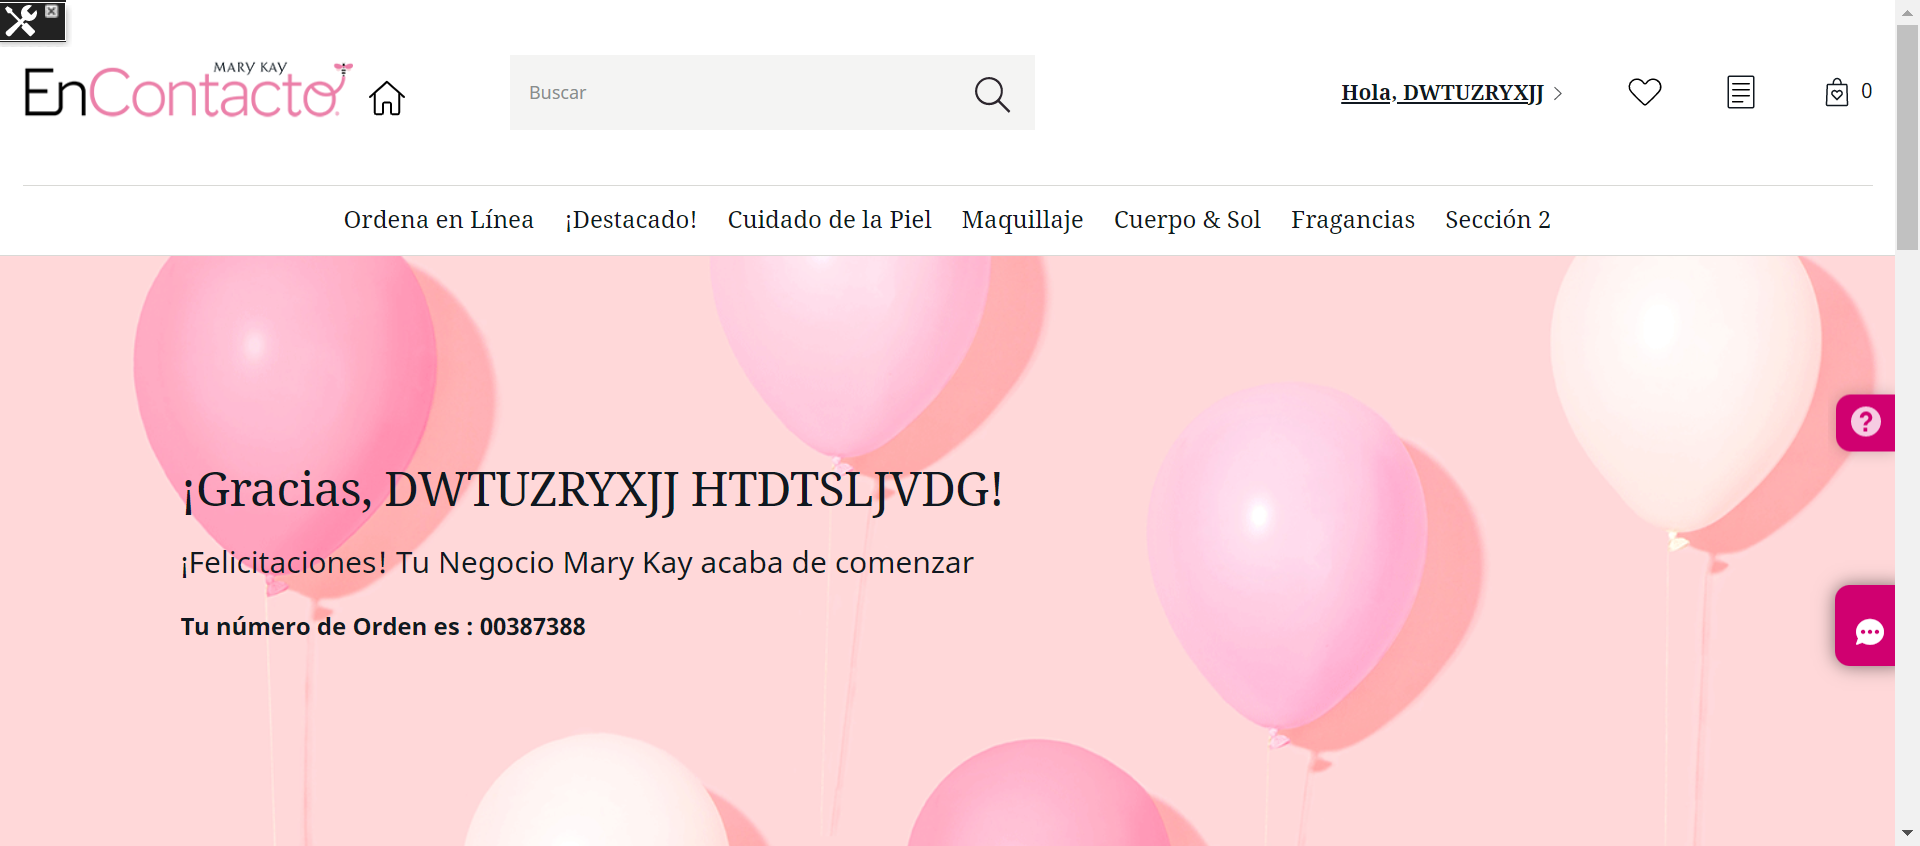 MARY KAY
EnContacto
Buscar
Hola, DWTUZRYXJJ
0
Ordena en Línea ¡Destacado! Cuidado de la Piel Maquillaje Cuerpo & Sol Fragancias Sección 2
¡Gracias, DWTUZRYXJJ HTDTSLJVDG!
¡Felicitaciones! Tu Negocio Mary Kay acaba de comenzar
Tu número de Orden es : 00387388